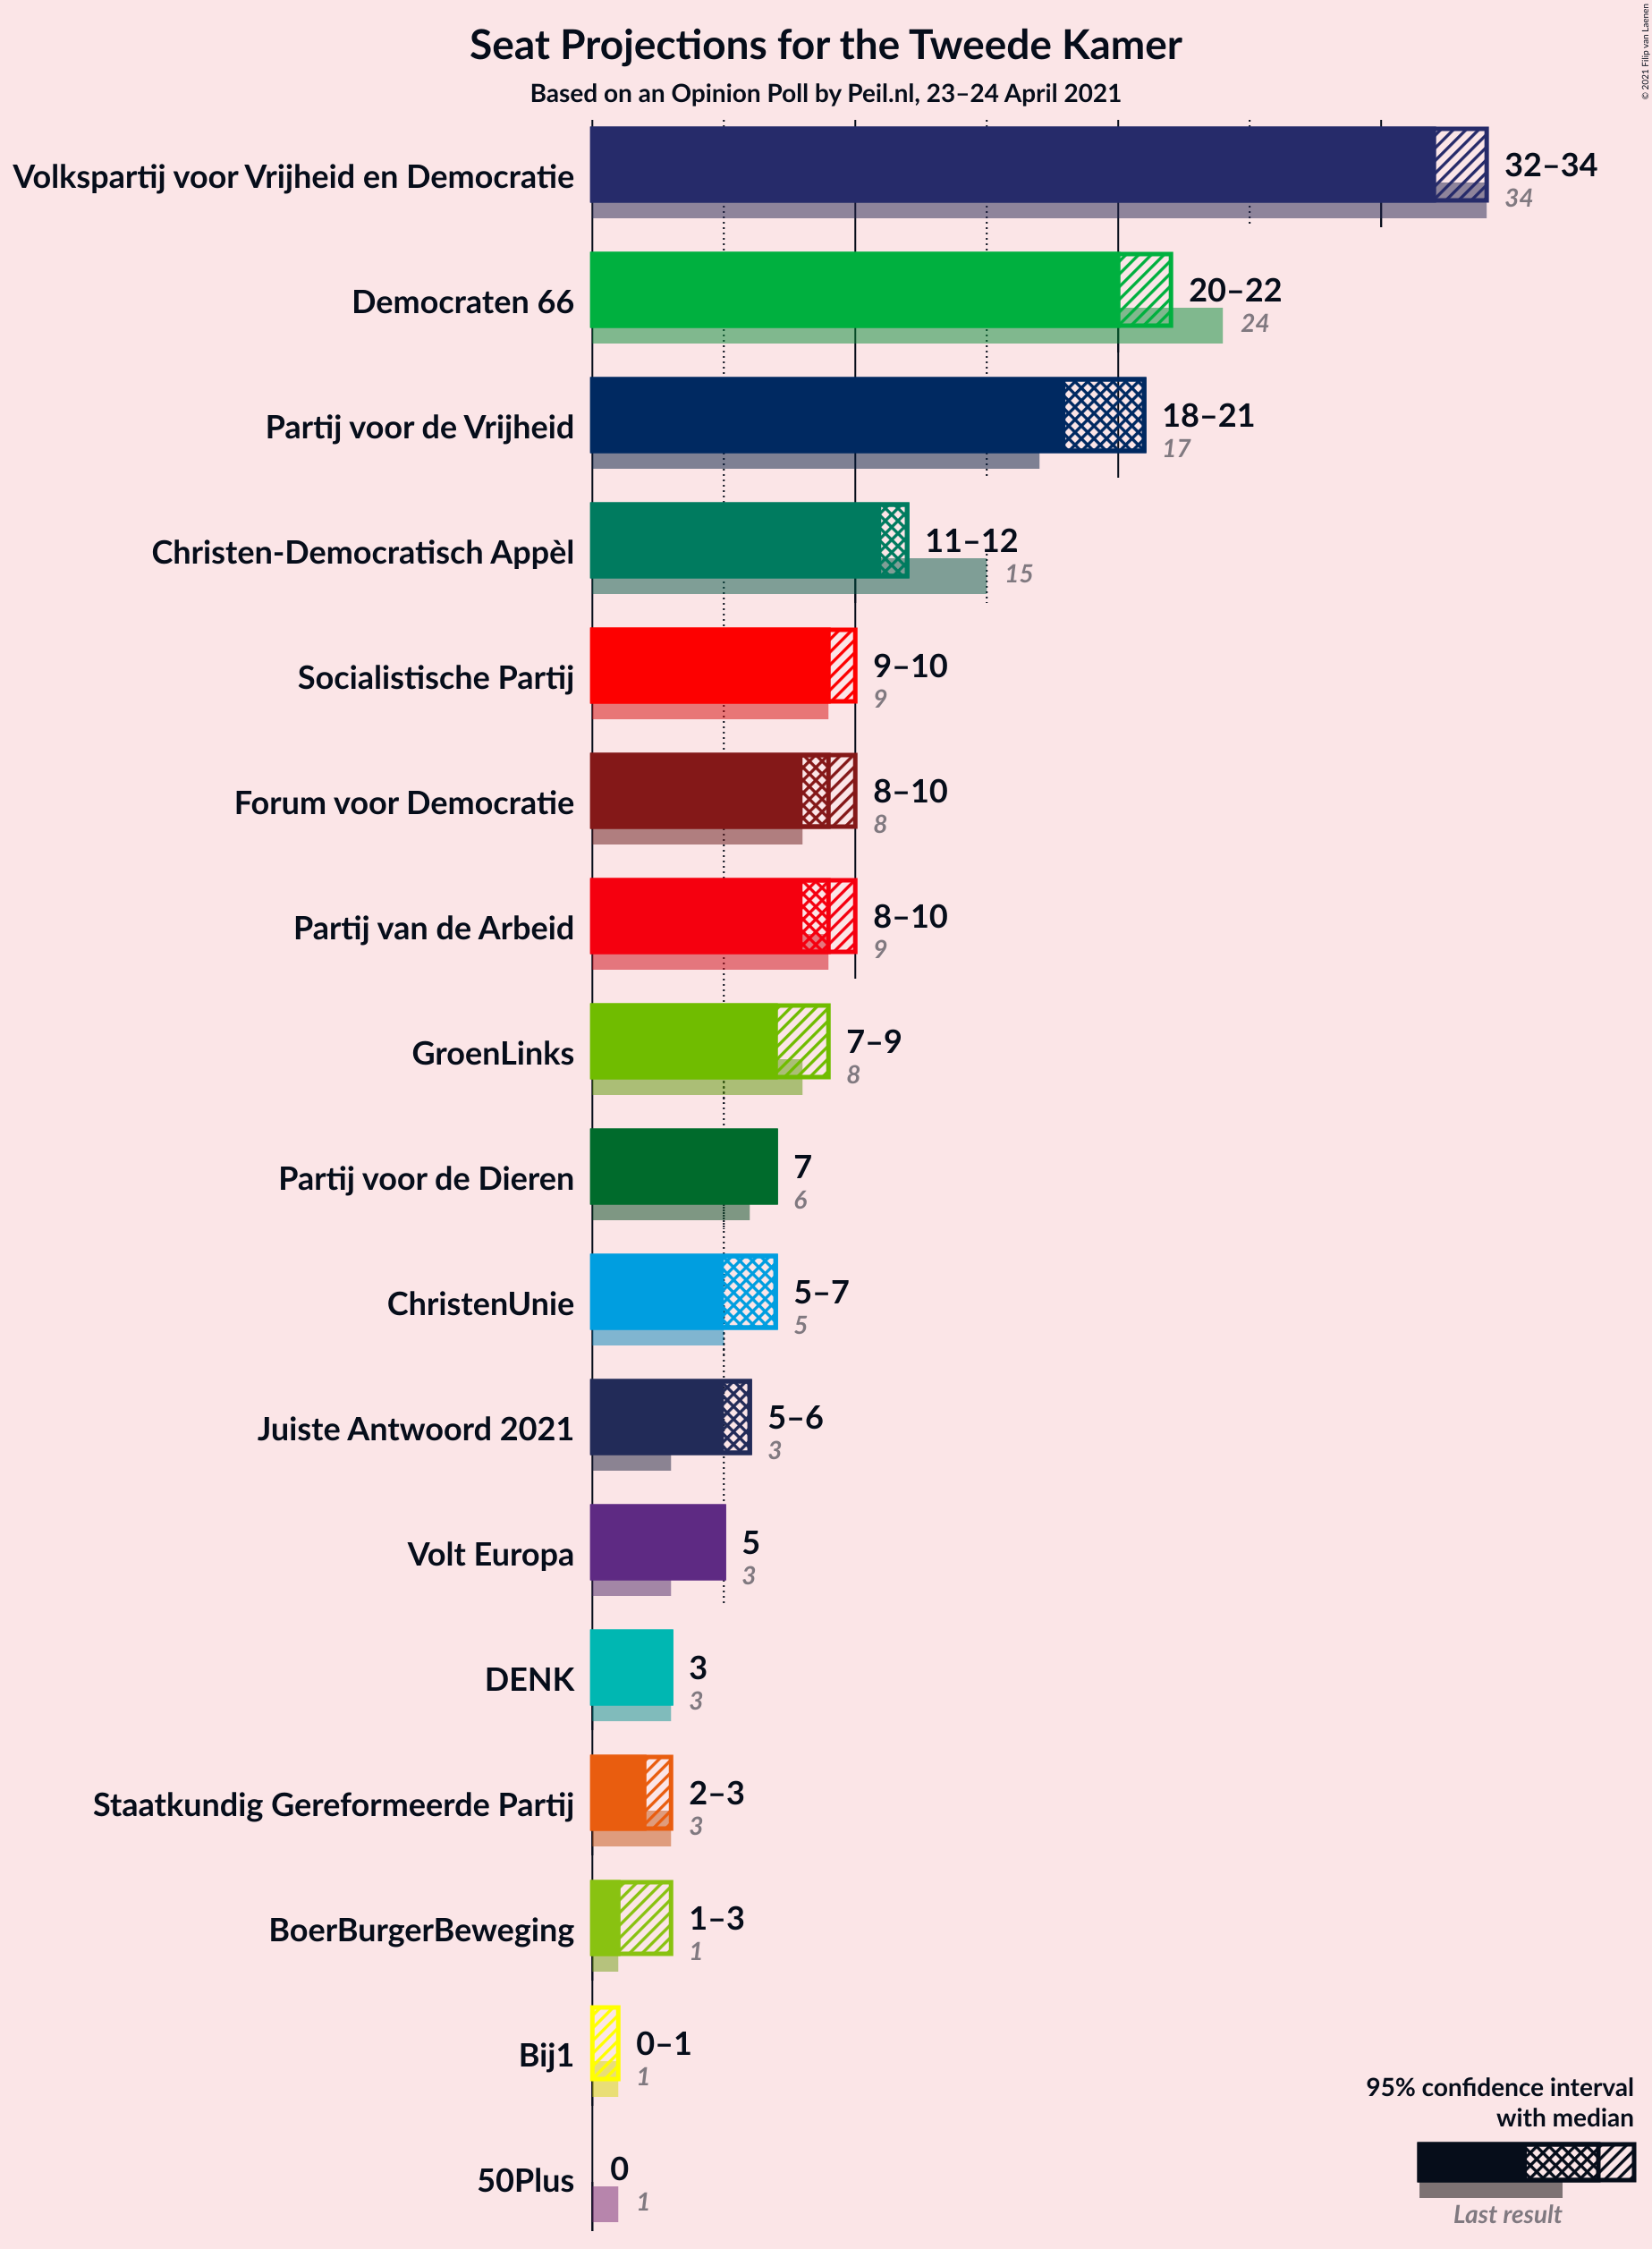 Seat Projections for the Tweede Kamer
Based on an Opinion Poll by Peil.nl, 23–24 April 2021
© 2021 Filip van Laenen
Volkspartij voor Vrijheid en Democratie
32–34
34
Democraten 66
20–22
24
Partij voor de Vrijheid
18–21
17
Christen-Democratisch Appèl
11–12
15
Socialistische Partij
9–10
9
Forum voor Democratie
8–10
8
Partij van de Arbeid
8–10
9
GroenLinks
7–9
8
Partij voor de Dieren
7
6
ChristenUnie
5–7
5
Juiste Antwoord 2021
5–6
3
Volt Europa
5
3
DENK
3
3
Staatkundig Gereformeerde Partij
2–3
3
BoerBurgerBeweging
1–3
1
Bij1
0–1
1
50Plus
0
1
95% confidence interval
with median
Last result